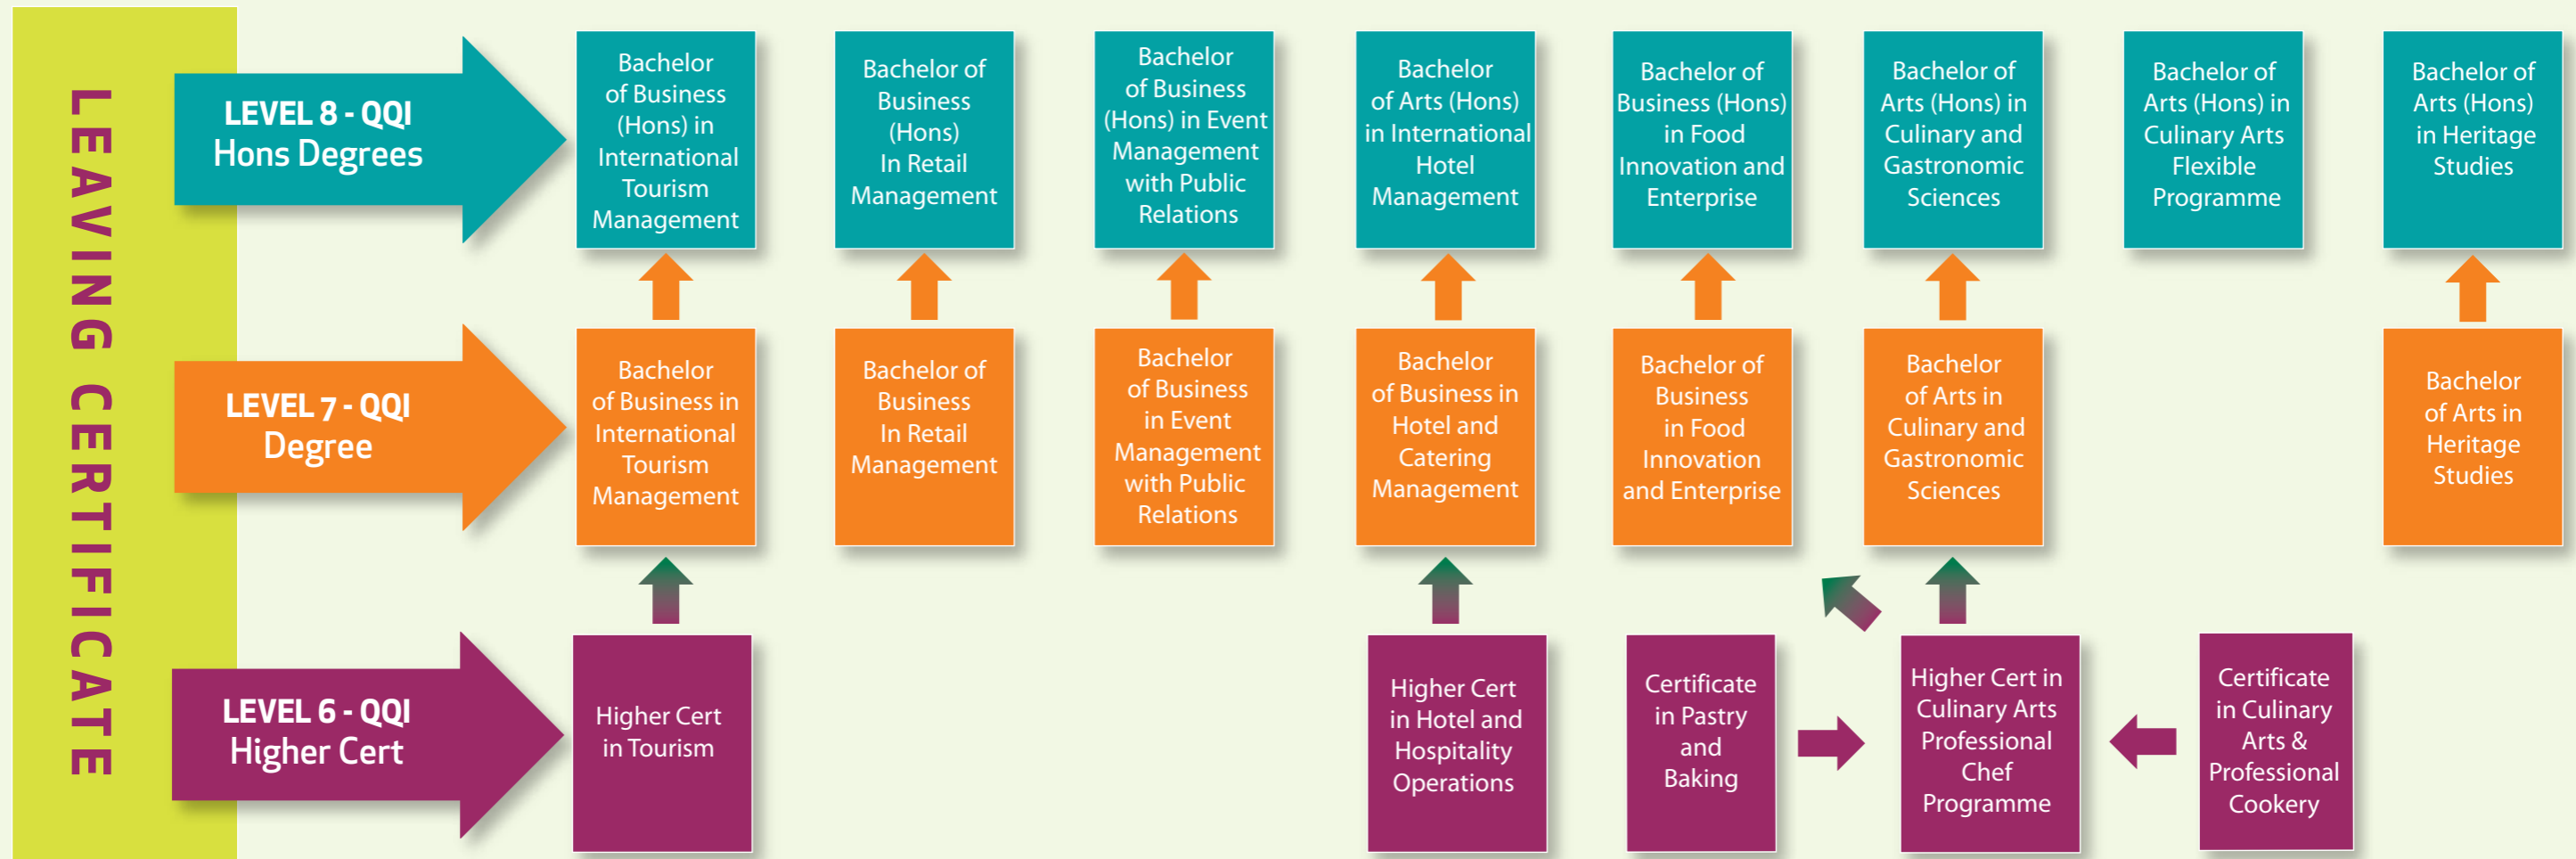 LEAVING CERTIFICATE
LEVEL 8 - QQI
Hons Degrees
Bachelor
of Business
(Hons) in
International
Tourism
Management
Bachelor of
Business
(Hons)
In Retail
Management
Bachelor
of Business
(Hons) in Event
Management
with Public
Relations
Bachelor
of Arts (Hons)
in International
Hotel
Management
Bachelor of
Business (Hons)
in Food
Innovation and
Enterprise
Bachelor of
Arts (Hons) in
Culinary and
Gastronomic
Sciences
Bachelor of
Arts (Hons) in
Culinary Arts
Flexible
Programme
Bachelor of
Arts (Hons)
in Heritage
Studies
LEVEL 7 - QQI
Degree
Bachelor
of Business in
International
Tourism
Management
Bachelor of
Business
In Retail
Management
Bachelor
of Business
in Event
Management
with Public
Relations
Bachelor
of Business in
Hotel and
Catering
Management
Bachelor of
Business
in Food
Innovation
and Enterprise
Bachelor
of Arts in
Culinary and
Gastronomic
Sciences
Bachelor
of Arts in
Heritage
Studies
LEVEL 6 - QQI
Higher Cert
Higher Cert
in Tourism
Higher Cert
in Hotel and
Hospitality
Operations
Certificate
in Pastry
and
Baking
Higher Cert in
Culinary Arts
Professional
Chef
Programme
Certificate
in Culinary
Arts &
Professional
Cookery